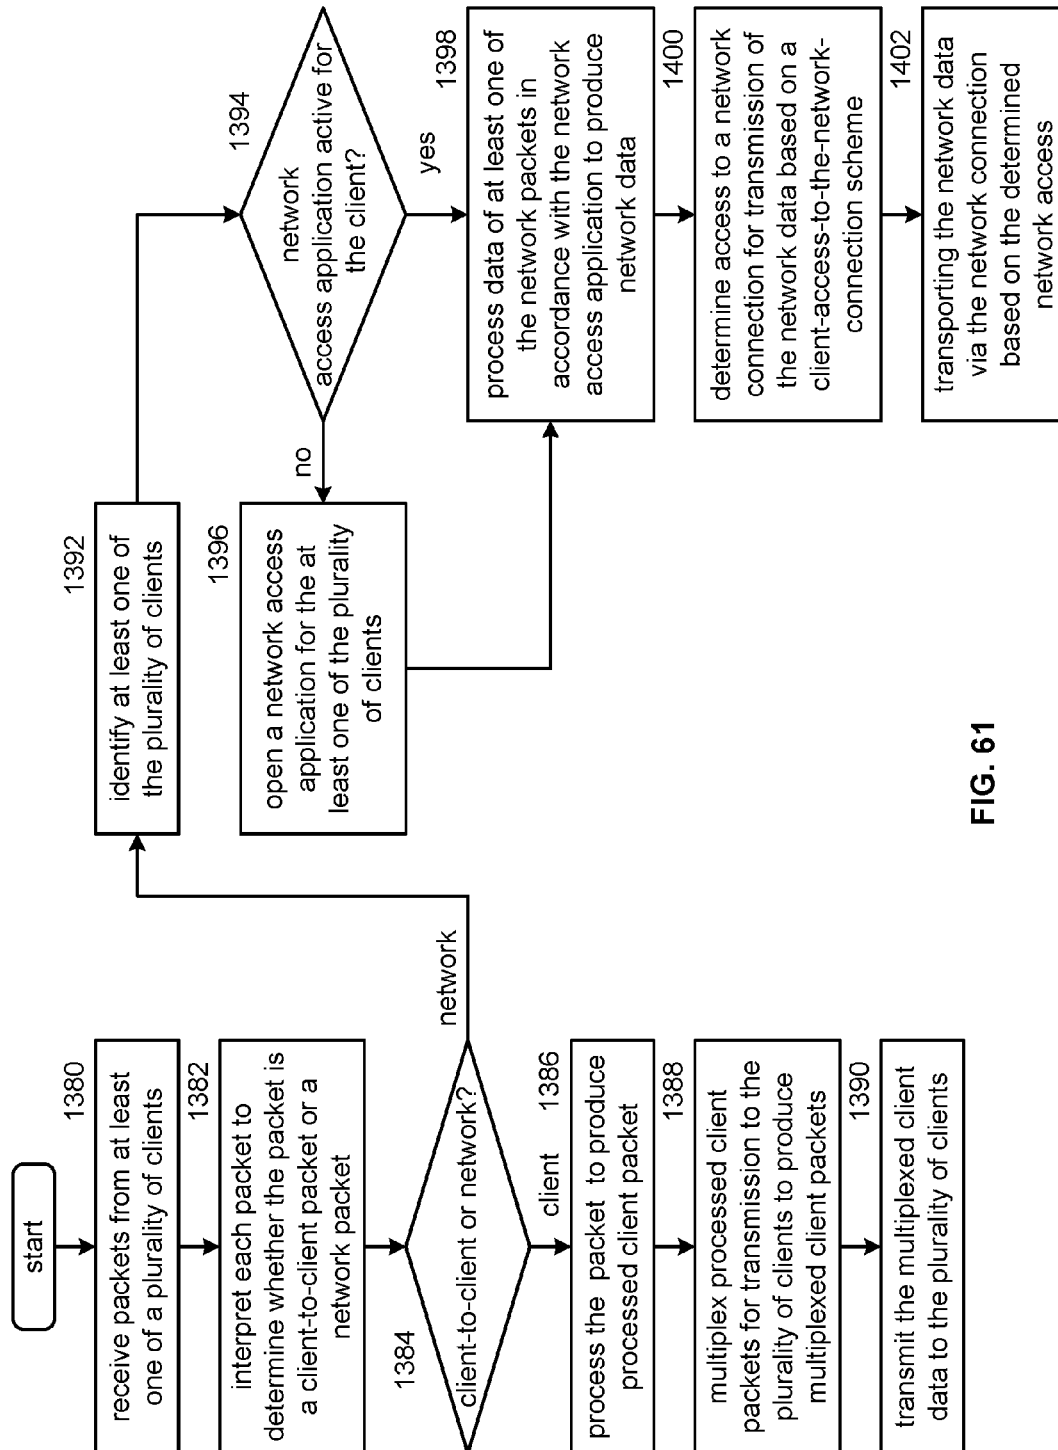 start
1380
receive packets from at least
one of a plurality of clients
1382
interpret each packet to
determine whether the packet is
a client-to-client packet or a
network packet
1384
client-to-client or network?
network
client
1386
process the packet to produce
processed client packet
1388
multiplex processed client
packets for transmission to the
plurality of clients to produce
multiplexed client packets
1390
transmit the multiplexed client
data to the plurality of clients
1392
identify at least one of
the plurality of clients
1394
network
access application active for
the client?
no
yes
1396
open a network access
application for the at
least one of the plurality
of clients
1398
process data of at least one of
the network packets in
accordance with the network
access application to produce
network data
1400
determine access to a network
connection for transmission of
the network data based on a
client-access-to-the-network-
connection scheme
1402
transporting the network data
via the network connection
based on the determined
network access
FIG. 61